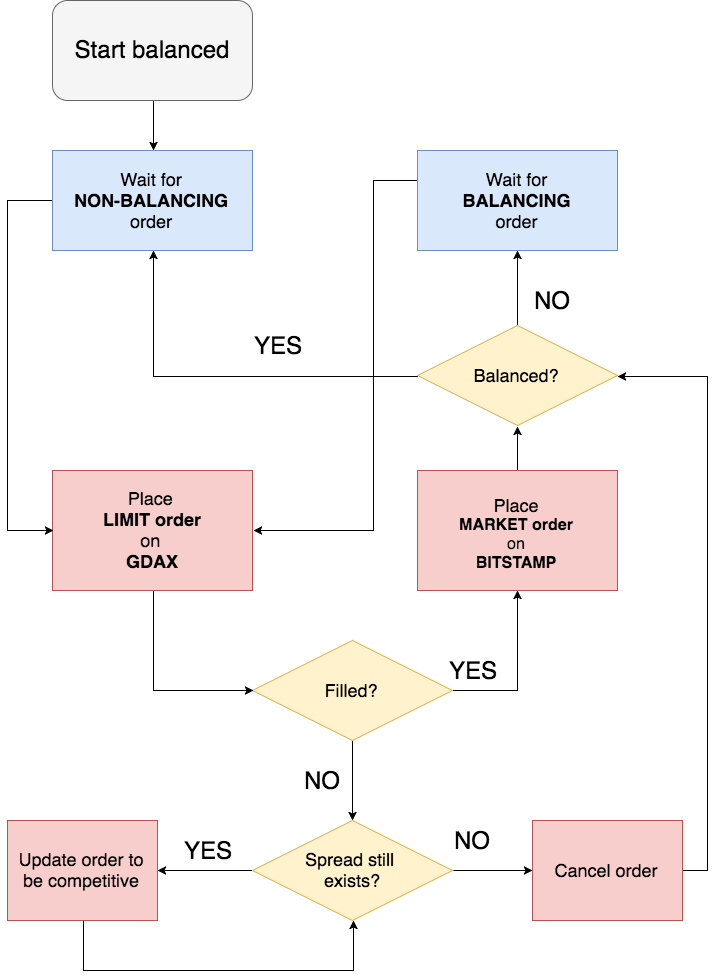 Start balanced
Wait for
NON-BALANCING
order
Wait for
BALANCING
order
NO
YES
Balanced?
Place
LIMIT order
on
GDAX
Place
MARKET order
on
BITSTAMP
Filled?
YES
NO
Update order to
be competitive
YES
Spread still
exists?
NO
Cancel order